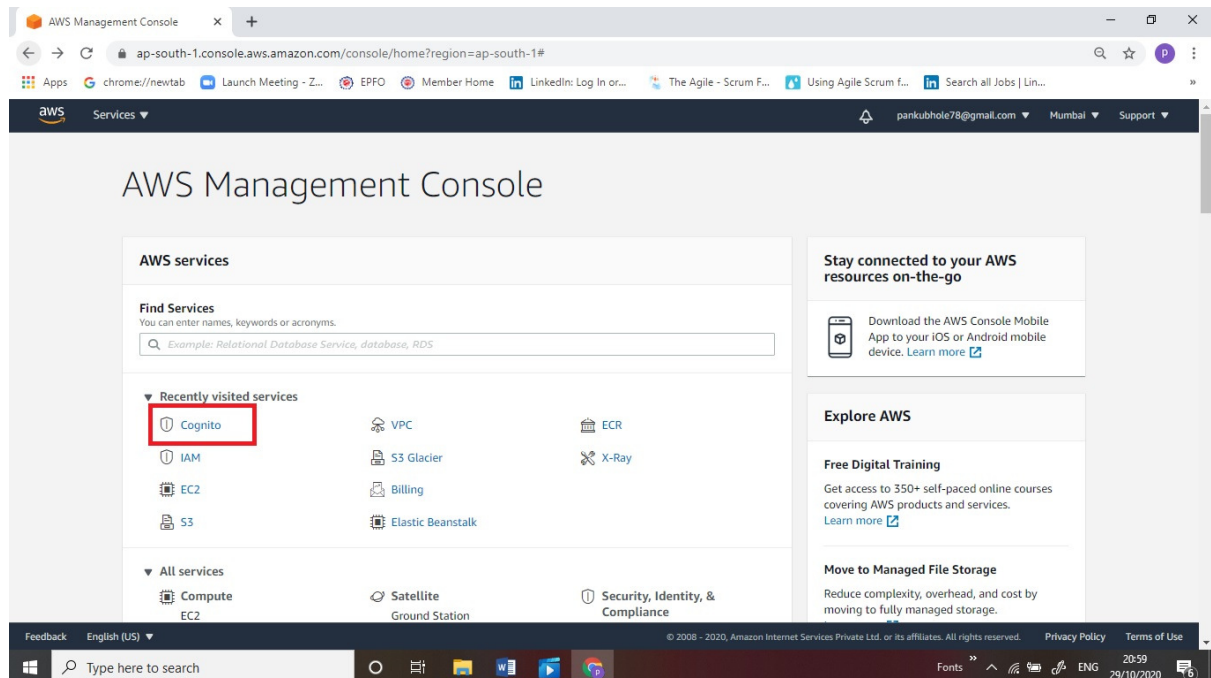 AWS Management Console
ap-south-1.console.aws.amazon.com/console/home?region=ap-south-1#
P
Apps chrome://newtab Launch Meeting - Z... EPFO Member Home LinkedIn: Log In or... The Agile - Scrum F... Using Agile Scrum f... Search all Jobs | Lin... »
aws Services ▼ pankubhole78@gmail.com ▼ Mumbai ▼ Support ▼
AWS Management Console
AWS services
Find Services
You can enter names, keywords or acronyms.
Example: Relational Database Service, database, RDS
▼ Recently visited services
Cognito VPC ECR
IAM S3 Glacier X-Ray
EC2 Billing
S3 Elastic Beanstalk
▼ All services
Compute Satellite Security, Identity, &
EC2 Ground Station Compliance
Stay connected to your AWS
resources on-the-go
Download the AWS Console Mobile
App to your iOS or Android mobile
device. Learn more
Explore AWS
Free Digital Training
Get access to 350+ self-paced online courses
covering AWS products and services.
Learn more
Move to Managed File Storage
Reduce complexity, overhead, and cost by
moving to fully managed storage.
Feedback English (US) ▼ © 2008 - 2020, Amazon Internet Services Private Ltd. or its affiliates. All rights reserved. Privacy Policy Terms of Use
Type here to search Fonts » ENG 20:59
29/10/2020 6